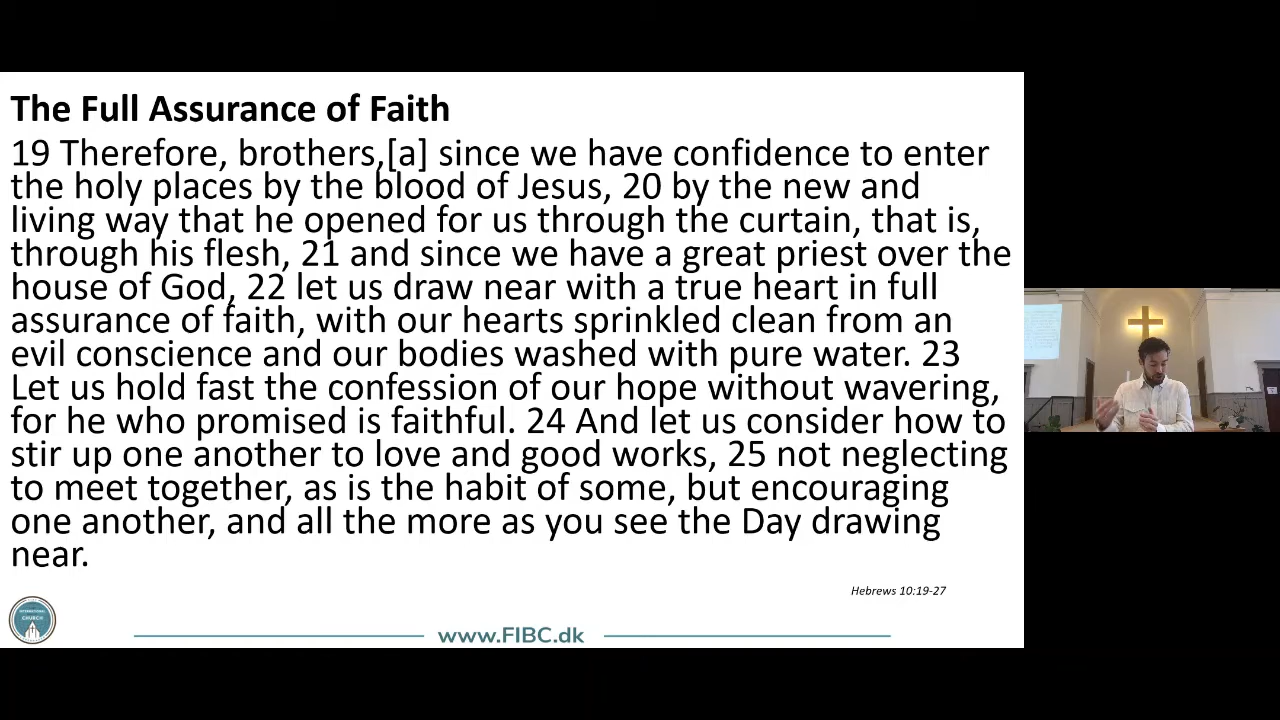 The Full Assurance of Faith
19 Therefore, brothers,[a] since we have confidence to enter
the holy places by the blood of Jesus, 20 by the new and
living way that he opened for us through the curtain, that is,
through his flesh, 21 and since we have a great priest over the
house of God, 22 let us draw near with a true heart in full
assurance of faith, with our hearts sprinkled clean from an
evil conscience and our bodies washed with pure water. 23
Let us hold fast the confession of our hope without wavering,
for he who promised is faithful. 24 And let us consider how to
stir up one another to love and good works, 25 not neglecting
to meet together, as is the habit of some, but encouraging
one another, and all the more as you see the Day drawing
near.
Hebrews 10:19-27
INTERNATIONAL
CHURCH
www.FIBC.dk